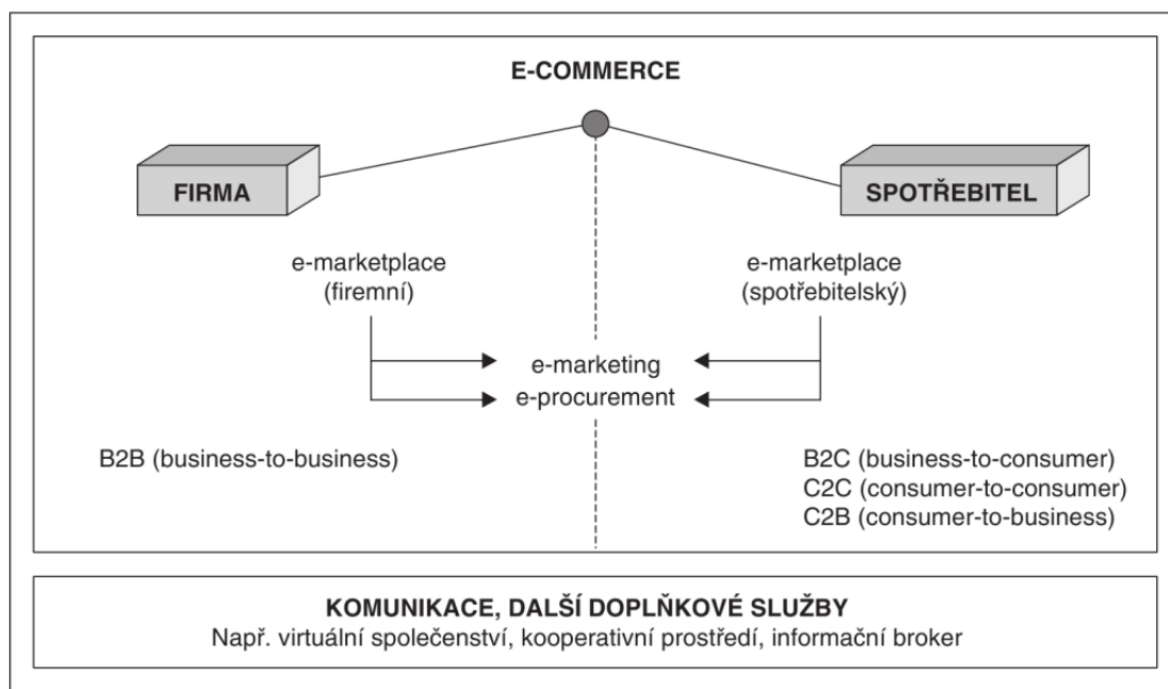 E-COMMERCE
FIRMA
SPOTŘEBITEL
e-marketplace
(firemní)
e-marketplace
(spotřebitelský)
e-marketing
e-procurement
B2B (business-to-business)
B2C (business-to-consumer)
C2C (consumer-to-consumer)
C2B (consumer-to-business)
KOMUNIKACE, DALŠÍ DOPLŇKOVÉ SLUŽBY
Např. virtuální společenství, kooperativní prostředí, informační broker